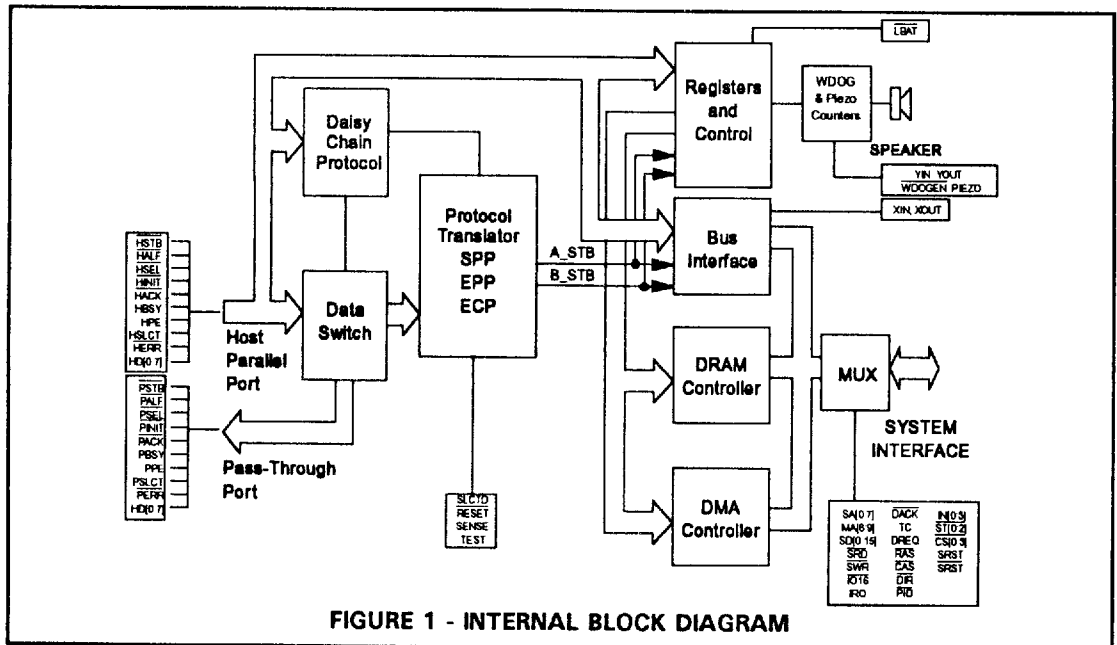 LBAT
Registers
and
Control
WDOG
& Piezo
Counters
SPEAKER
YIN YOUT
WDOGEN PIEZO
XIN, XOUT
Daisy
Chain
Protocol
Protocol
Translator
SPP
EPP
ECP
A_STB
B_STB
Bus
Interface
HSTB
HALF
HSEL
HINIT
HACK
HBSY
HPE
HSLCT
HERR
HD[0 7]
Host
Parallel
Port
Data
Switch
DRAM
Controller
MUX
SYSTEM
INTERFACE
PSTB
PALF
PSEL
PINIT
PACK
PBSY
PPE
PSLCT
PERR
HD[0 7]
Pass-Through
Port
SLCTD
RESET
SENSE
TEST
DMA
Controller
SA[0 7] DACK IN[0 3]
MA[8 9] TC ST[0 2]
SD[0 15] DREQ CS[0 3]
SRD RAS SRST
SWR CAS SRST
IO16 DIR
IRQ PID
FIGURE 1 - INTERNAL BLOCK DIAGRAM